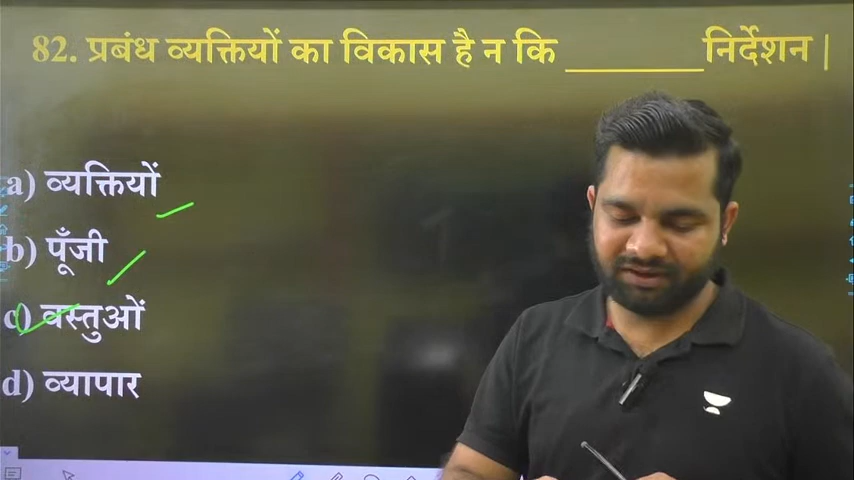 82. प्रबंध व्यक्तियों का विकास है न कि ________ निर्देशन |
a) व्यक्तियों
b) पूँजी
c) वस्तुओं
d) व्यापार